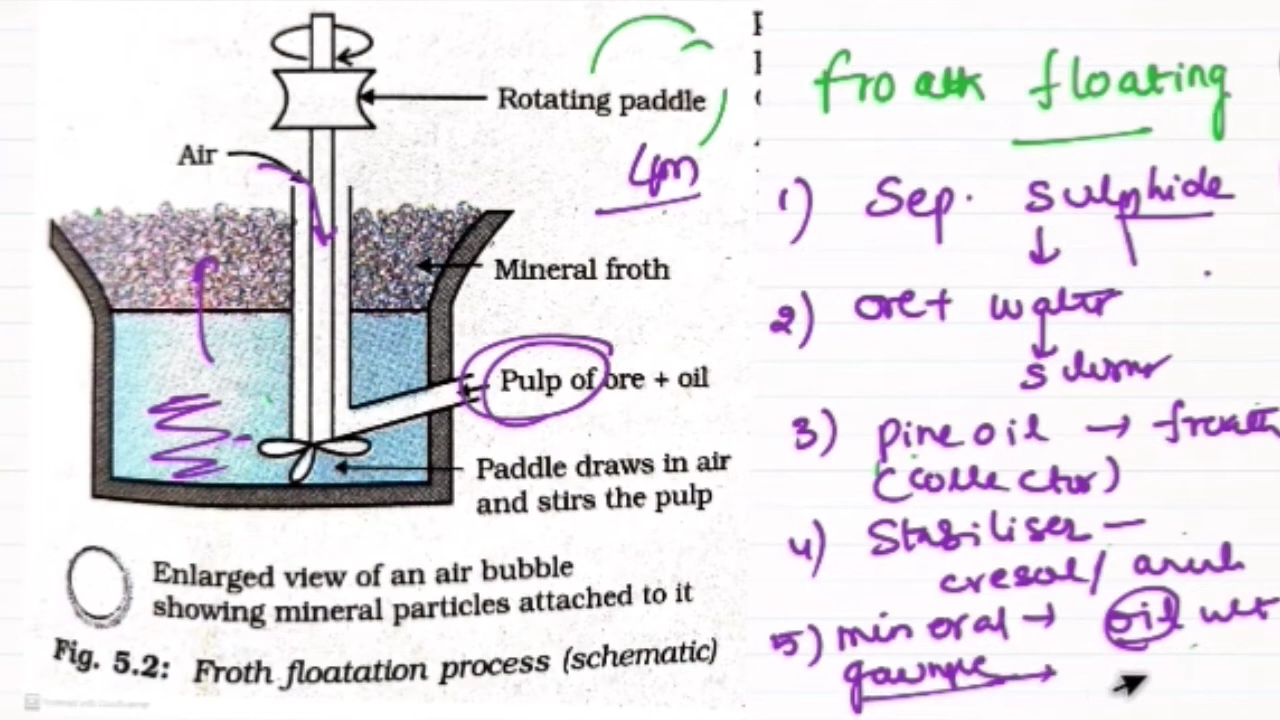 Rotating paddle
Air
4m
Mineral froth
Pulp of ore + oil
Paddle draws in air
and stirs the pulp
Enlarged view of an air bubble
showing mineral particles attached to it
Fig. 5.2: Froth floatation process (schematic)
froath floating
1) Sep. sulphide
2) ore + water
3) pine oil → froath
(collector)
4) Stabiliser —
cresol /
5) mineral → oil wet
→